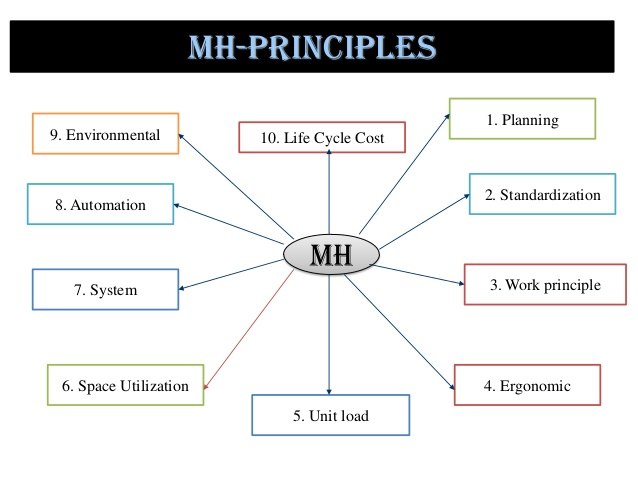 MH-PRINCIPLES
9. Environmental
10. Life Cycle Cost
1. Planning
8. Automation
2. Standardization
MH
7. System
3. Work principle
6. Space Utilization
4. Ergonomic
5. Unit load